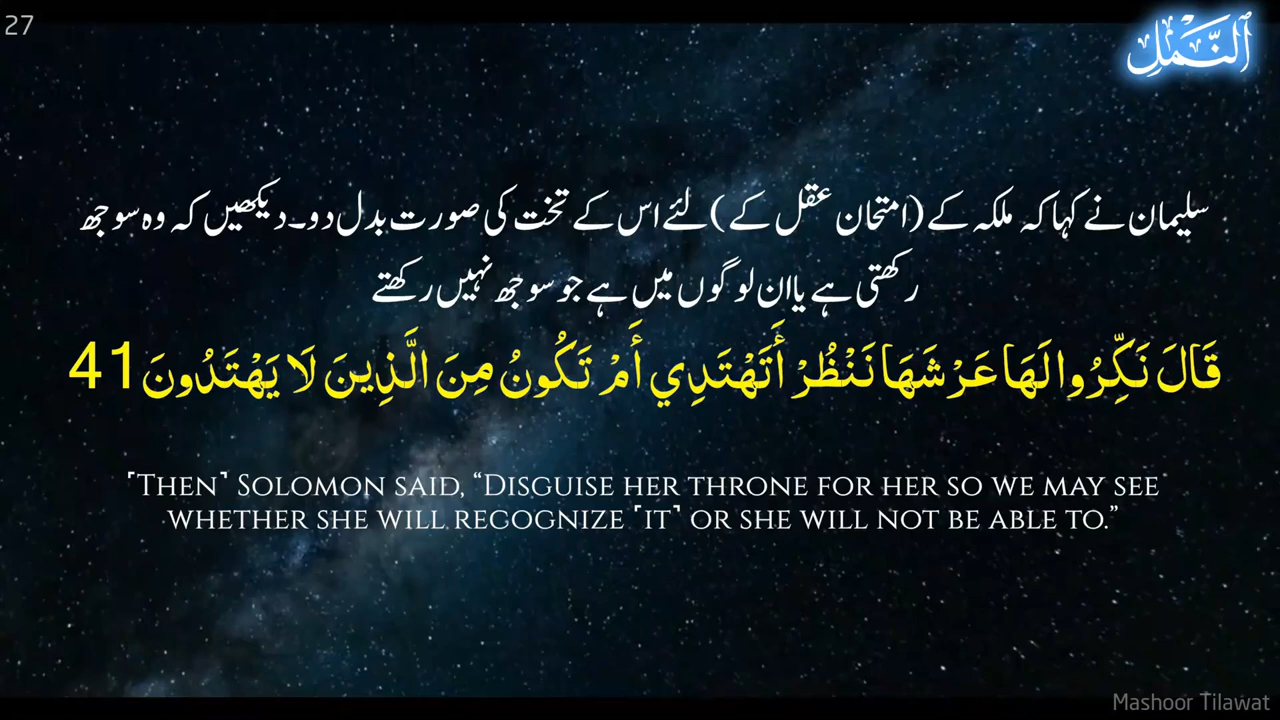 27
ٱلنَّمْلِ
سلیمان نے کہا کہ ملکہ کے (امتحان عقل کے) لئے اس کے تخت کی صورت بدل دو۔ دیکھیں کہ وہ سوجھ
رکھتی ہے یا ان لوگوں میں ہے جو سوجھ نہیں رکھتے
قَالَ نَكِّرُوا لَهَا عَرْشَهَا نَنْظُرْ أَتَهْتَدِي أَمْ تَكُونُ مِنَ الَّذِينَ لَا يَهْتَدُونَ 41
⸢Then⸣ Solomon said, “Disguise her throne for her so we may see
whether she will recognize ⸢it⸣ or she will not be able to.”
Mashoor Tilawat